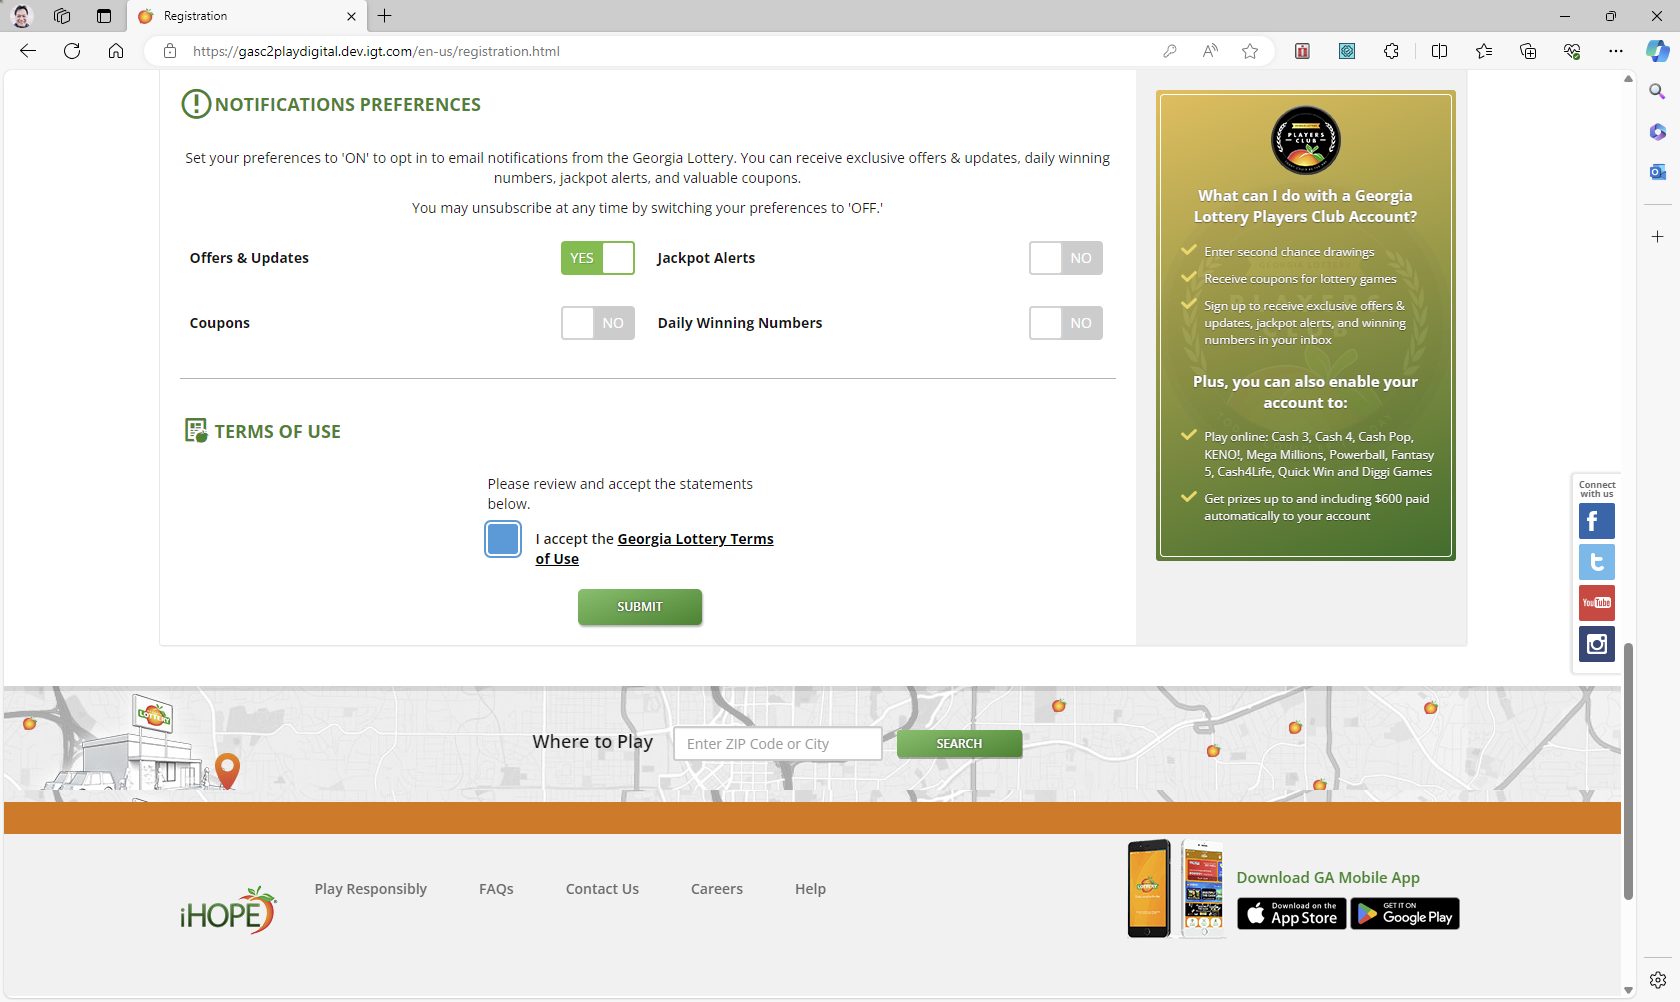 Registration
https://gasc2playdigital.dev.igt.com/en-us/registration.html
NOTIFICATIONS PREFERENCES
Set your preferences to 'ON' to opt in to email notifications from the Georgia Lottery. You can receive exclusive offers & updates, daily winning
numbers, jackpot alerts, and valuable coupons.
You may unsubscribe at any time by switching your preferences to 'OFF.'
Offers & Updates
YES
Jackpot Alerts
NO
Coupons
NO
Daily Winning Numbers
NO
TERMS OF USE
Please review and accept the statements
below.
I accept the Georgia Lottery Terms
of Use
SUBMIT
PLAYERS
CLUB
What can I do with a Georgia
Lottery Players Club Account?
Enter second chance drawings
Receive coupons for lottery games
Sign up to receive exclusive offers &
updates, jackpot alerts, and winning
numbers in your inbox
Plus, you can also enable your
account to:
Play online: Cash 3, Cash 4, Cash Pop,
KENO!, Mega Millions, Powerball, Fantasy
5, Cash4Life, Quick Win and Diggi Games
Get prizes up to and including $600 paid
automatically to your account
Connect
with us
YouTube
LOTTERY
Where to Play
Enter ZIP Code or City
SEARCH
iHOPE
Play Responsibly
FAQs
Contact Us
Careers
Help
LOTTERY
Download GA Mobile App
Download on the
App Store
GET IT ON
Google Play